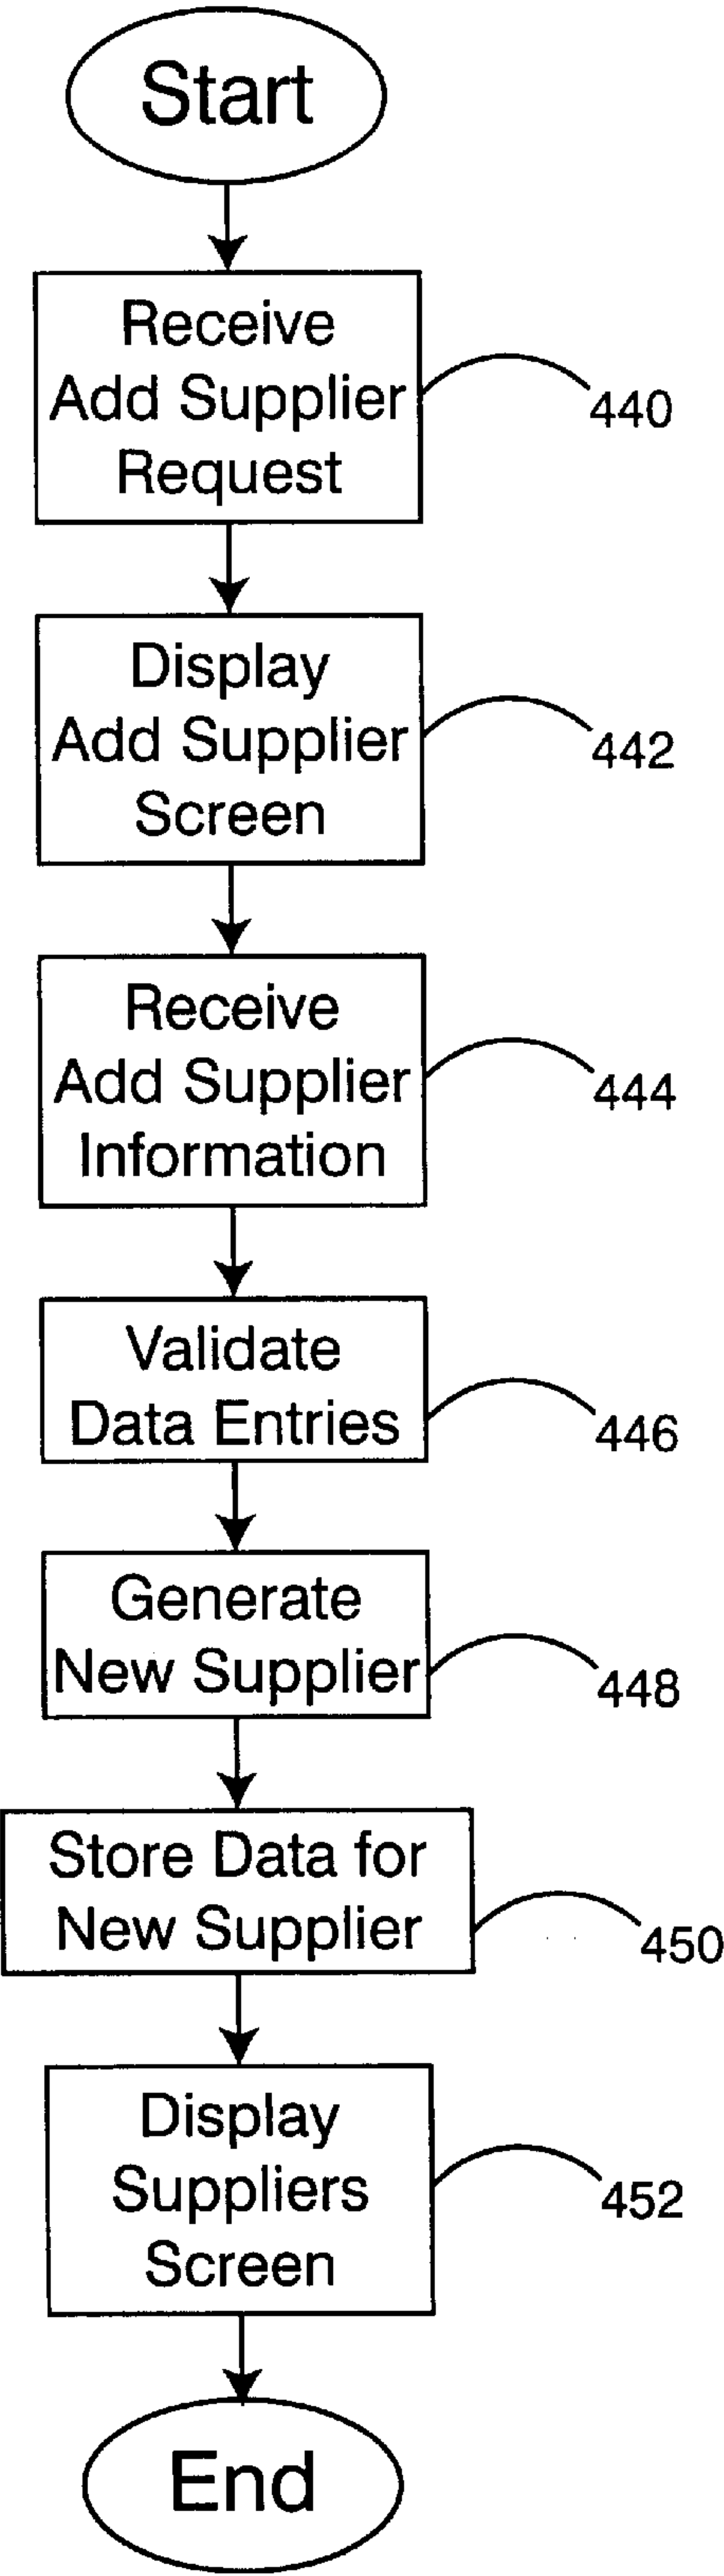 Start
Receive
Add Supplier
Request
440
Display
Add Supplier
Screen
442
Receive
Add Supplier
Information
444
Validate
Data Entries
446
Generate
New Supplier
448
Store Data for
New Supplier
450
Display
Suppliers
Screen
452
End